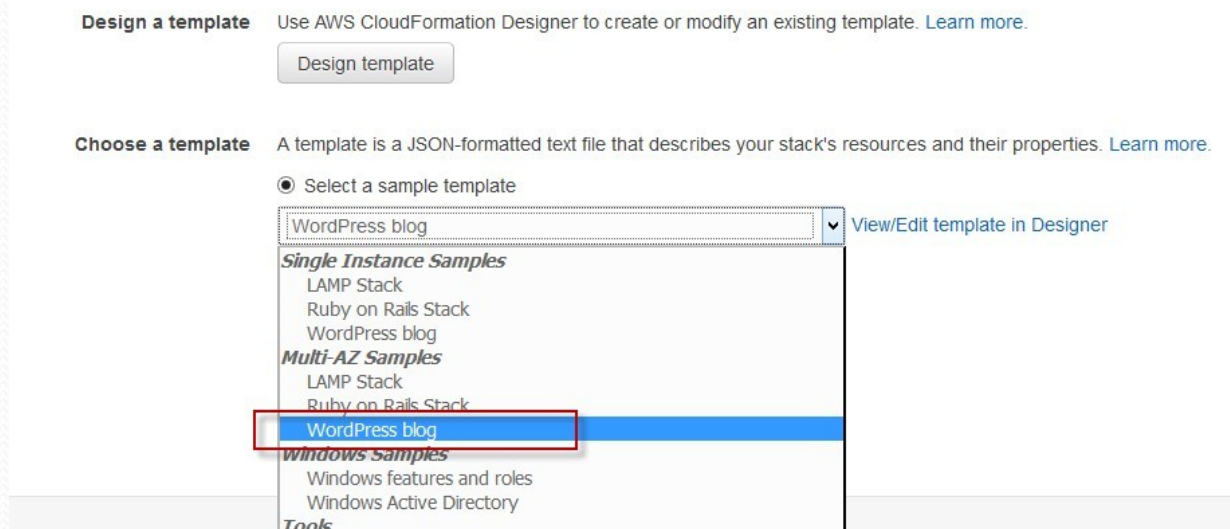 Design a template Use AWS CloudFormation Designer to create or modify an existing template. Learn more.
Design template
Choose a template A template is a JSON-formatted text file that describes your stack's resources and their properties. Learn more.
Select a sample template
WordPress blog View/Edit template in Designer
Single Instance Samples
LAMP Stack
Ruby on Rails Stack
WordPress blog
Multi-AZ Samples
LAMP Stack
Ruby on Rails Stack
WordPress blog
Windows Samples
Windows features and roles
Windows Active Directory
Tools